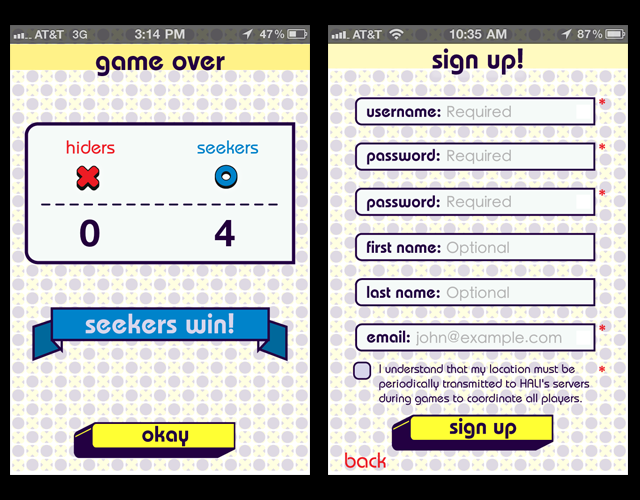 AT&T 3G 3:14 PM 47%
game over
hiders seekers
0 4
seekers win!
okay
AT&T 10:35 AM 87%
sign up!
username: Required *
password: Required *
password: Required *
first name: Optional
last name: Optional
email: john@example.com *
I understand that my location must be *
periodically transmitted to HALI's servers
during games to coordinate all players.
sign up
back